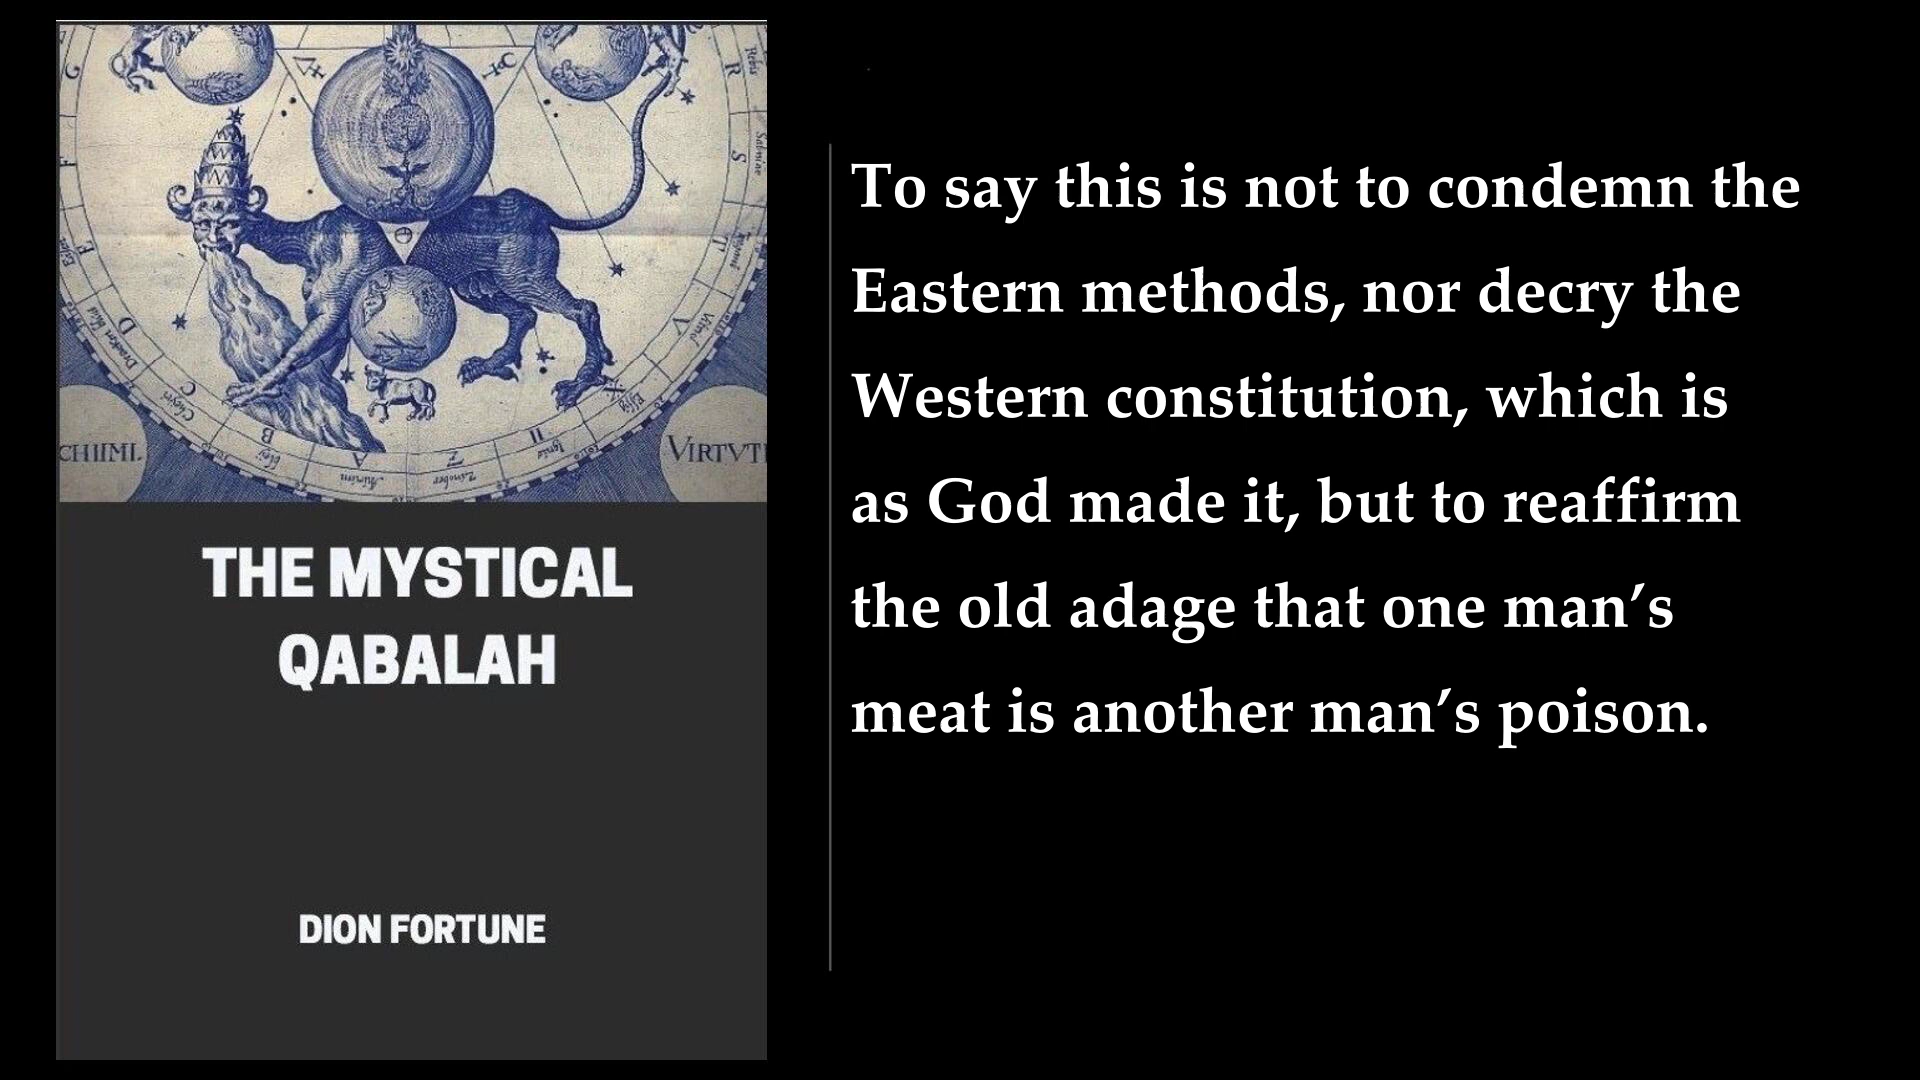 CHIIMI.
VIRTVTI
THE MYSTICAL
QABALAH
DION FORTUNE
To say this is not to condemn the
Eastern methods, nor decry the
Western constitution, which is
as God made it, but to reaffirm
the old adage that one man’s
meat is another man’s poison.